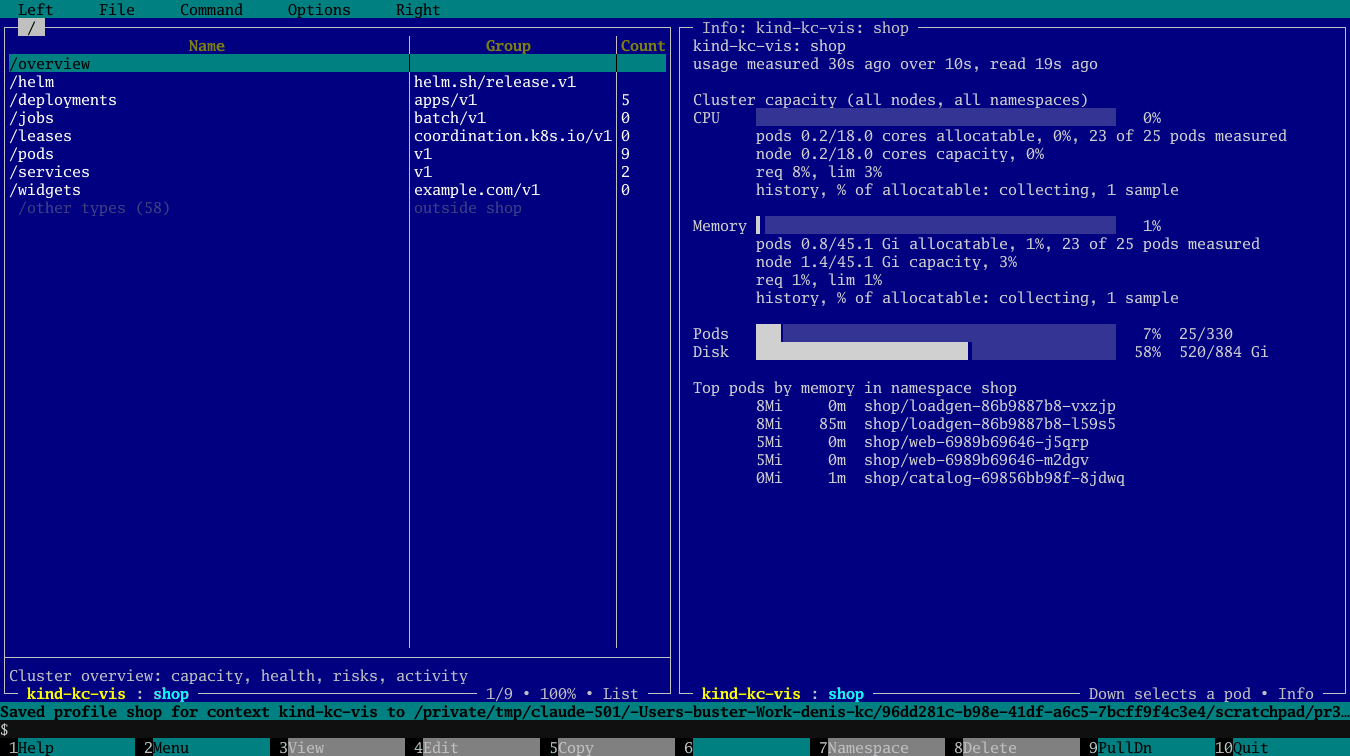 Left File Command Options Right
/
Name Group Count
/overview
/helm helm.sh/release.v1
/deployments apps/v1 5
/jobs batch/v1 0
/leases coordination.k8s.io/v1 0
/pods v1 9
/services v1 2
/widgets example.com/v1 0
/other types (58) outside shop
Cluster overview: capacity, health, risks, activity
kind-kc-vis : shop 1/9 • 100% • List
Info: kind-kc-vis: shop
kind-kc-vis: shop
usage measured 30s ago over 10s, read 19s ago
Cluster capacity (all nodes, all namespaces)
CPU 0%
pods 0.2/18.0 cores allocatable, 0%, 23 of 25 pods measured
node 0.2/18.0 cores capacity, 0%
req 8%, lim 3%
history, % of allocatable: collecting, 1 sample
Memory 1%
pods 0.8/45.1 Gi allocatable, 1%, 23 of 25 pods measured
node 1.4/45.1 Gi capacity, 3%
req 1%, lim 1%
history, % of allocatable: collecting, 1 sample
Pods 7% 25/330
Disk 58% 520/884 Gi
Top pods by memory in namespace shop
8Mi 0m shop/loadgen-86b9887b8-vxzjp
8Mi 85m shop/loadgen-86b9887b8-l59s5
5Mi 0m shop/web-6989b69646-j5qrp
5Mi 0m shop/web-6989b69646-m2dgv
0Mi 1m shop/catalog-69856bb98f-8jdwq
kind-kc-vis : shop Down selects a pod • Info
Saved profile shop for context kind-kc-vis to /private/tmp/claude-501/-Users-buster-Work-denis-kc/96dd281c-b98e-41df-a6c5-7bcff9f4c3e4/scratchpad/pr3…
$
1Help 2Menu 3View 4Edit 5Copy 6 7Namespace 8Delete 9PullDn 10Quit